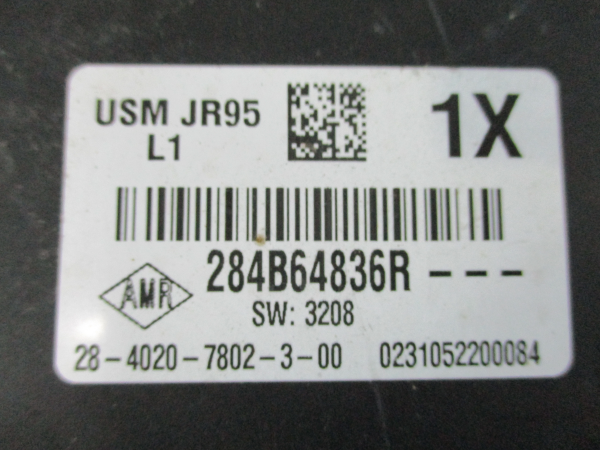 USM JR95
L1
1X
284B64836R - - -
AMR
SW: 3208
28-4020-7802-3-00 0231052200084